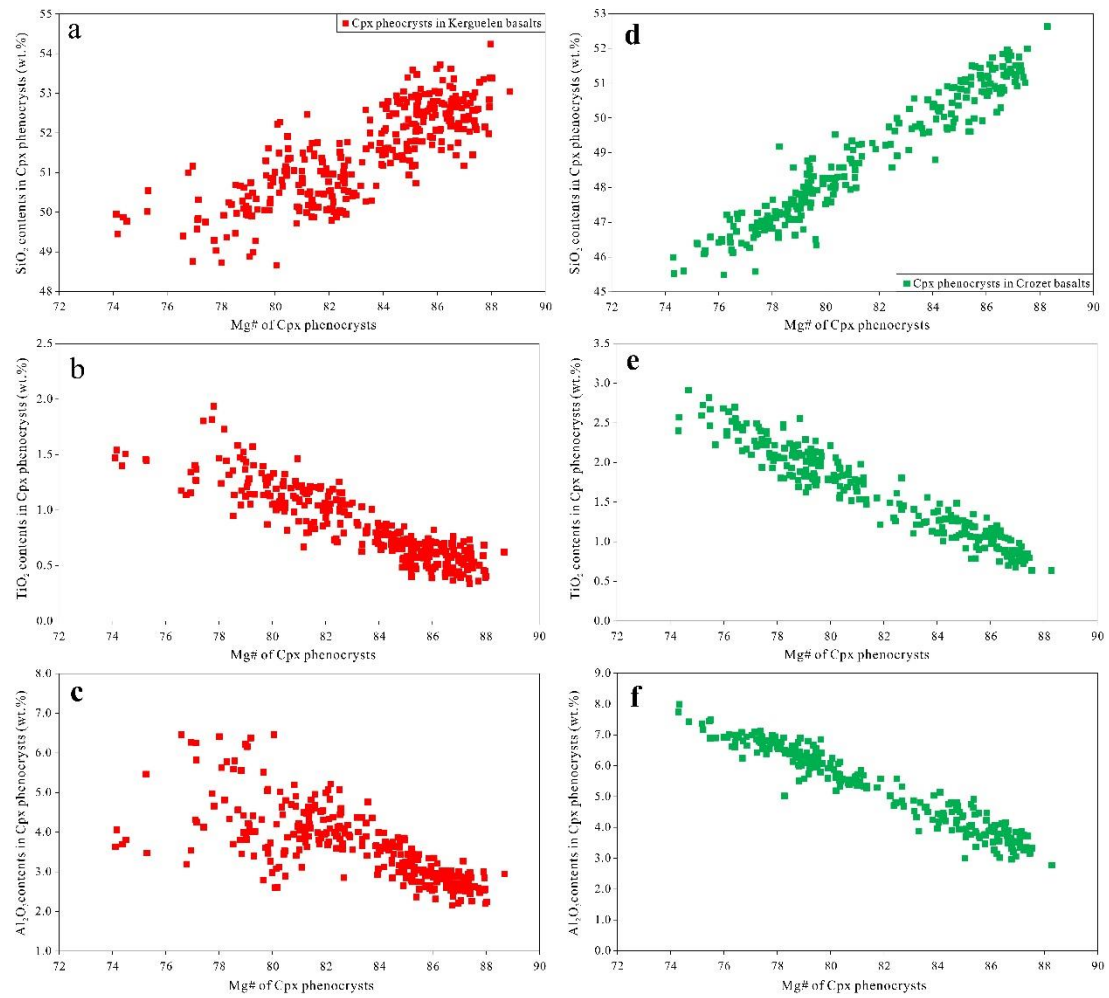 a
Cpx pheocrysts in Kerguelen basalts
SiO₂ contents in Cpx phenocrysts (wt.%)
55
54
53
52
51
50
49
48
72 74 76 78 80 82 84 86 88 90
Mg# of Cpx phenocrysts
d
Cpx phenocrysts in Crozet basalts
SiO₂ contents in Cpx phenocrysts (wt.%)
53
52
51
50
49
48
47
46
45
72 74 76 78 80 82 84 86 88 90
Mg# of Cpx phenocrysts
b
TiO₂ contents in Cpx phenocrysts (wt.%)
2.5
2.0
1.5
1.0
0.5
0.0
72 74 76 78 80 82 84 86 88 90
Mg# of Cpx phenocrysts
e
TiO₂ contents in Cpx phenocrysts (wt.%)
3.5
3.0
2.5
2.0
1.5
1.0
0.5
0.0
72 74 76 78 80 82 84 86 88 90
Mg# of Cpx phenocrysts
c
Al₂O₃contents in Cpx phenocrysts (wt.%)
8.0
7.0
6.0
5.0
4.0
3.0
2.0
1.0
72 74 76 78 80 82 84 86 88 90
Mg# of Cpx phenocrysts
f
Al₂O₃contents in Cpx phenocrysts (wt.%)
9.0
8.0
7.0
6.0
5.0
4.0
3.0
2.0
1.0
0.0
72 74 76 78 80 82 84 86 88 90
Mg# of Cpx phenocrysts